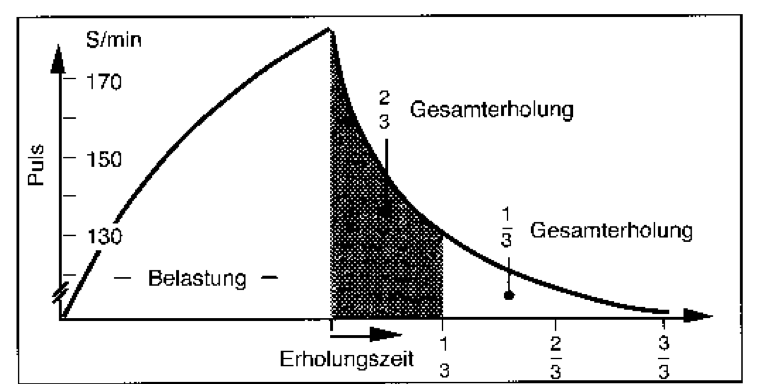 S/min
170
150
130
Puls
Belastung
2
3
Gesamterholung
1
3
Gesamterholung
Erholungszeit
1
3
2
3
3
3